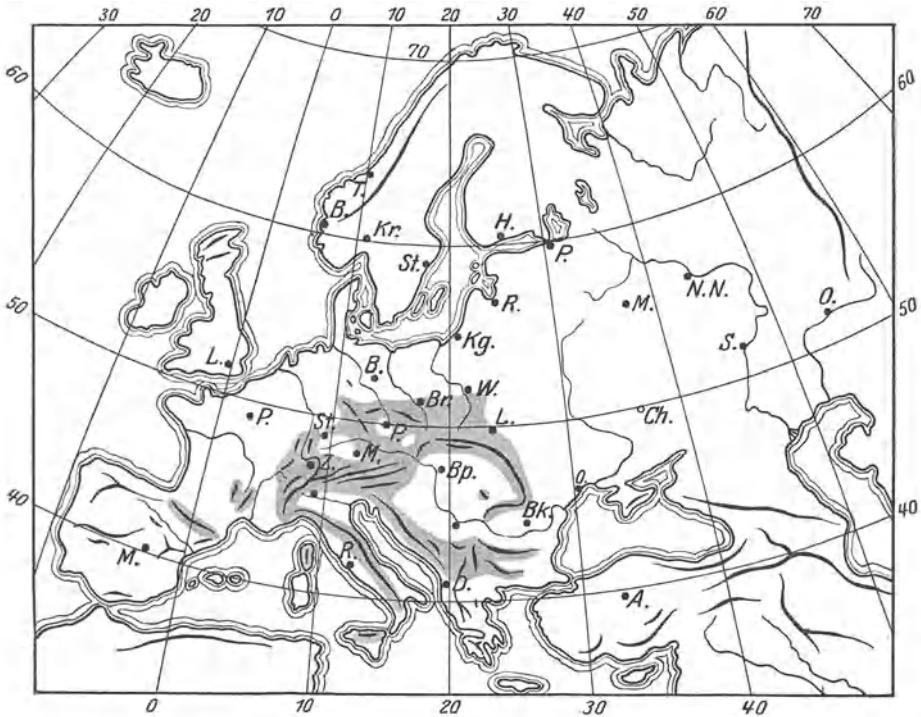 30 20 10 0 10 20 30 40 50 60 70
70
60 60
T.
B. Kr. H.
St. P.
N.N.
50 R. M. O. 50
L. Kg. S.
B. W.
P. Br. Ch.
St. P. L.
Z. M. Bp. O.
40 Bk. 40
M. R. D. A.
0 10 20 30 40